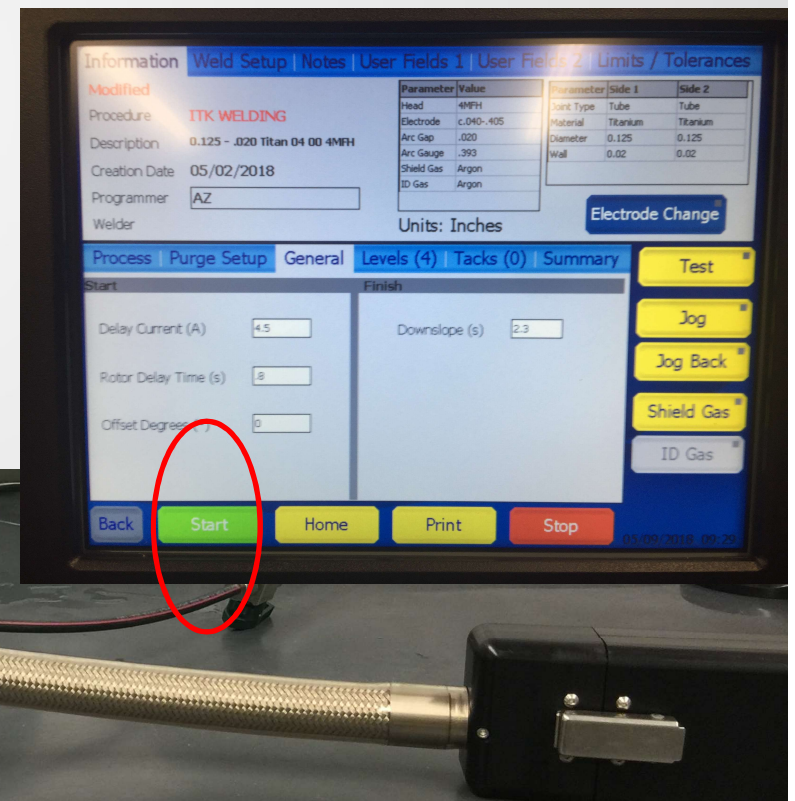 Information | Weld Setup | Notes | User Fields 1 | User Fields 2 | Limits / Tolerances
Modified
Procedure ITK WELDING
Description 0.125 - .020 Titan 04 00 4MFH
Creation Date 05/02/2018
Programmer AZ
Welder
Parameter Value
Head 4MFH
Electrode c.040-.405
Arc Gap .020
Arc Gauge .393
Shield Gas Argon
ID Gas Argon
Units: Inches
Parameter Side 1 Side 2
Joint Type Tube Tube
Material Titanium Titanium
Diameter 0.125 0.125
Wall 0.02 0.02
Electrode Change
Process | Purge Setup | General | Levels (4) | Tacks (0) | Summary
Start Finish
Delay Current (A) 4.5 Downslope (s) 2.3
Rotor Delay Time (s) .8
Offset Degrees (°) 0
Test
Jog
Jog Back
Shield Gas
ID Gas
Back Start Home Print Stop
05/09/2018 09:29